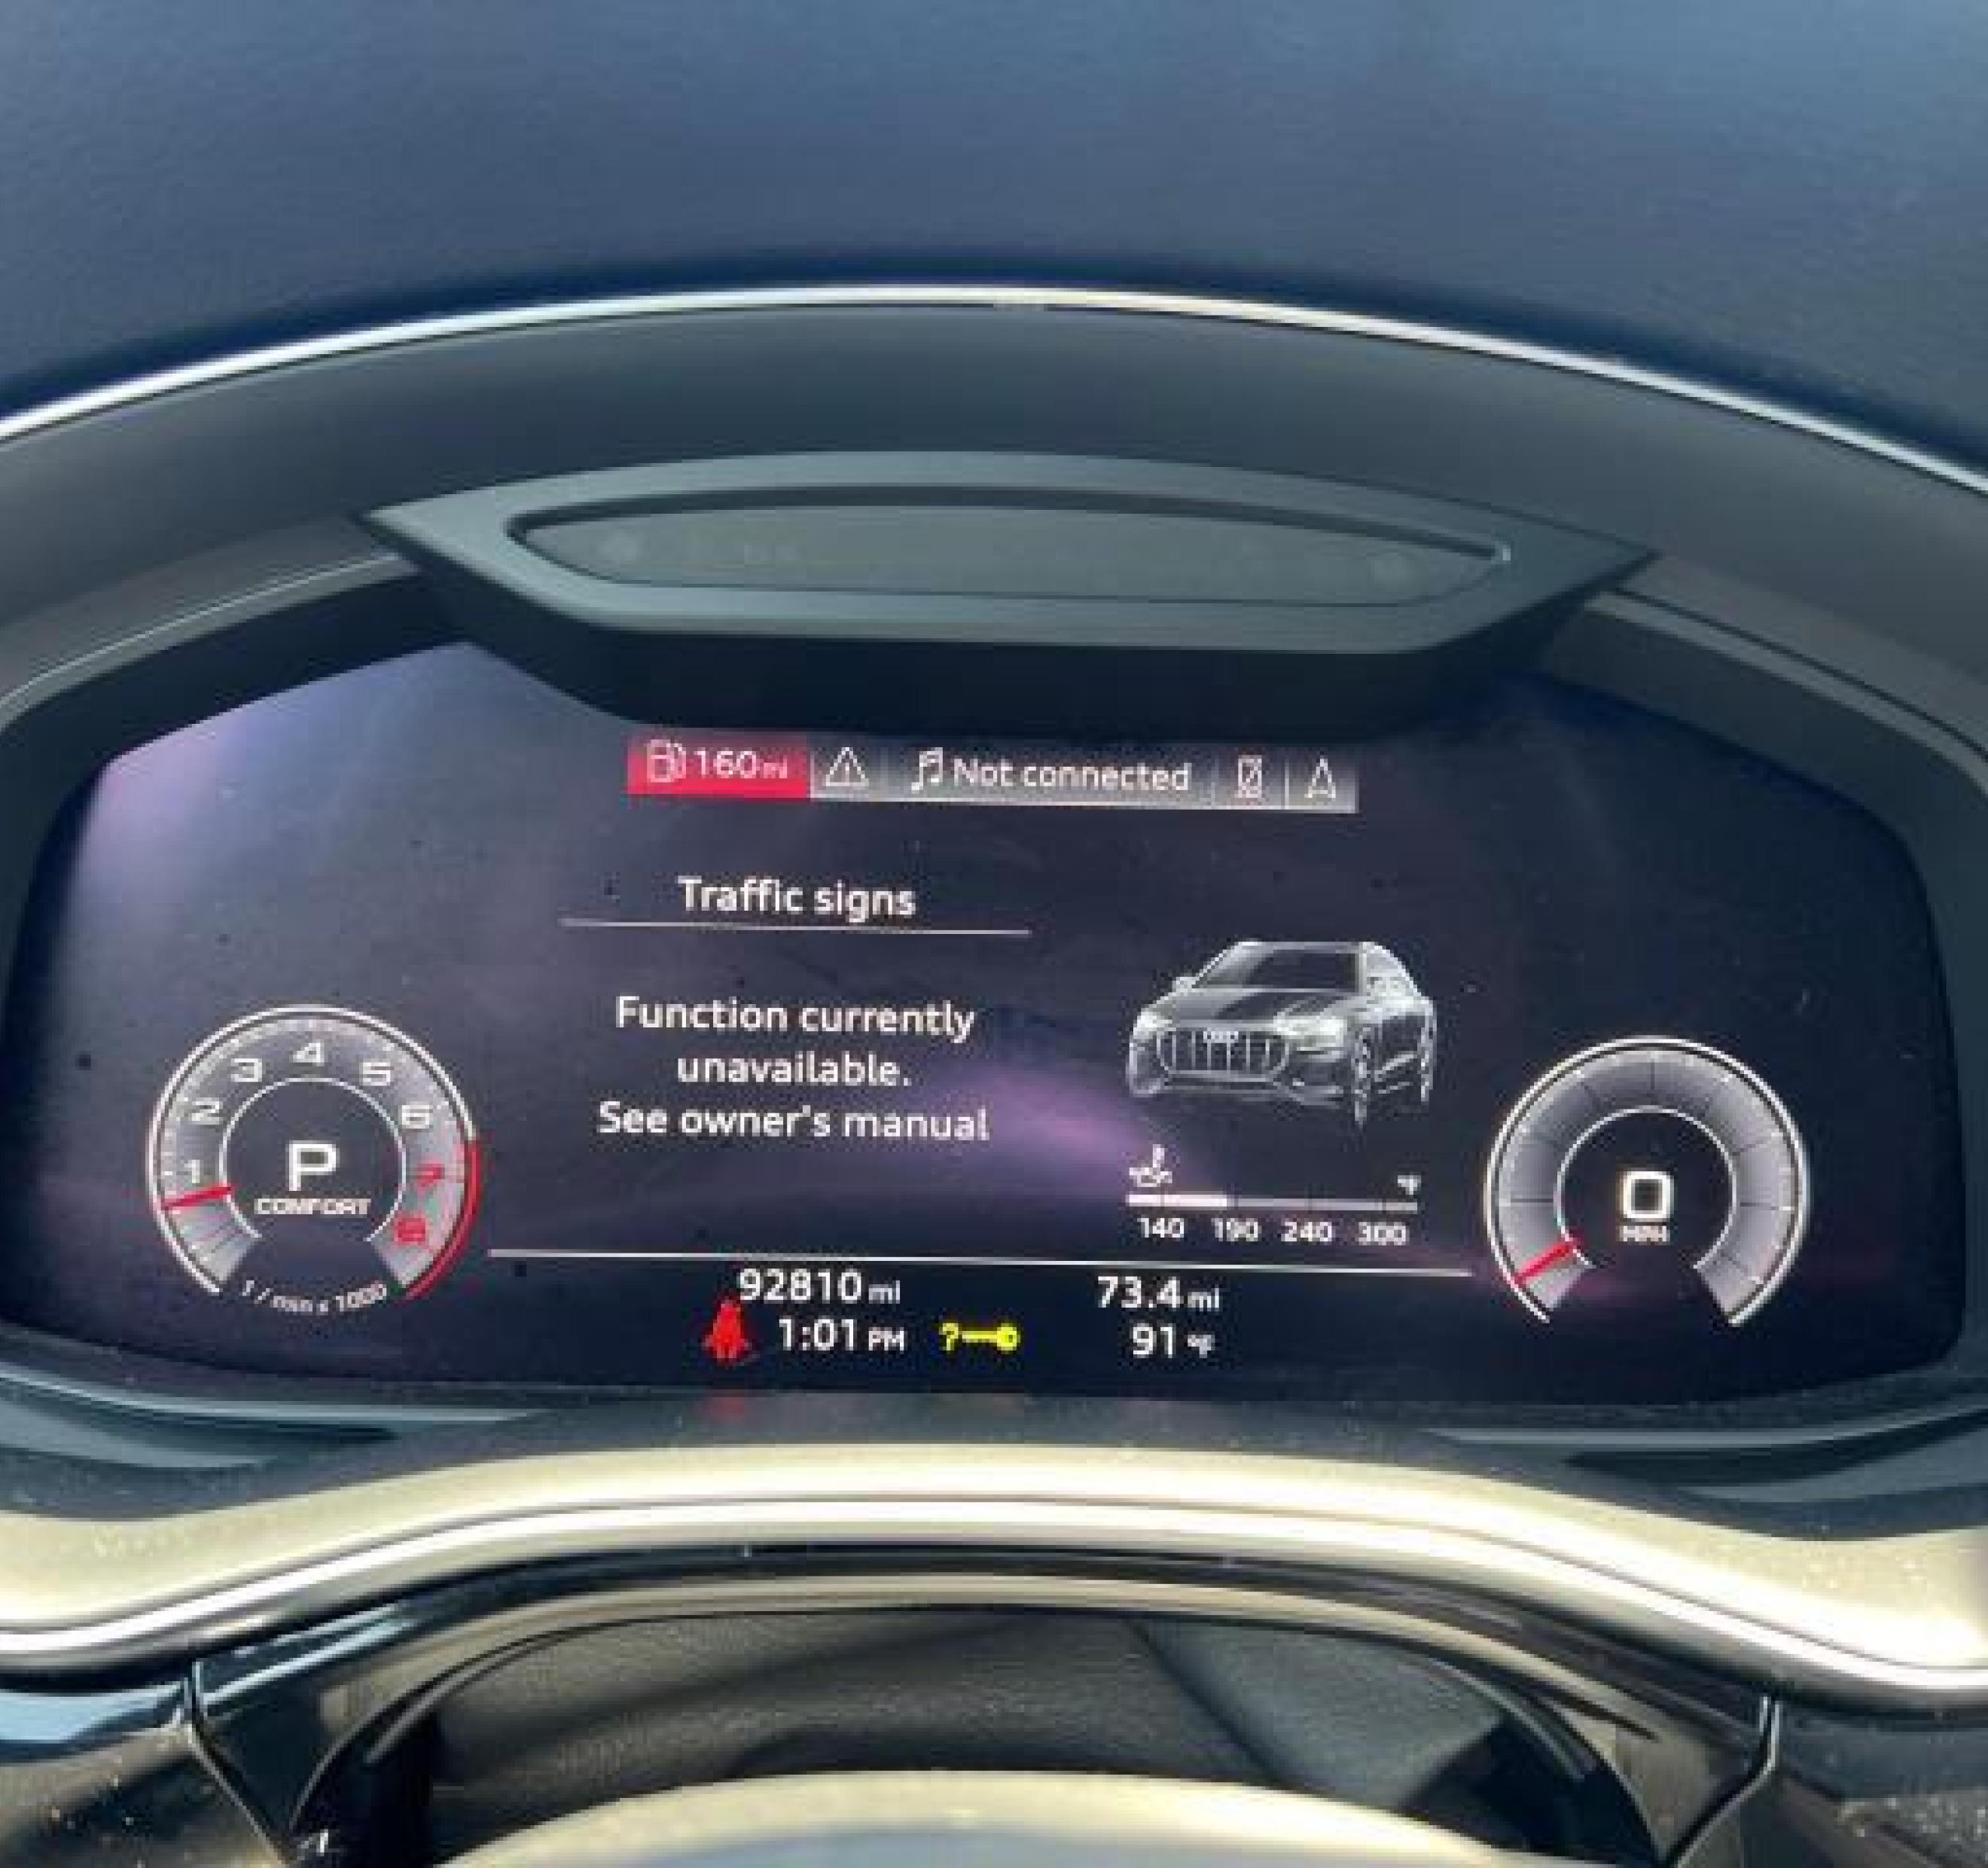 160 mi
Not connected
Traffic signs
Function currently
unavailable.
See owner's manual
1 2 3 4 5 6 7 8
P
COMFORT
1 / min x 1000
°F
140 190 240 300
0
MPH
92810 mi
73.4 mi
1:01 PM
?
91 °F